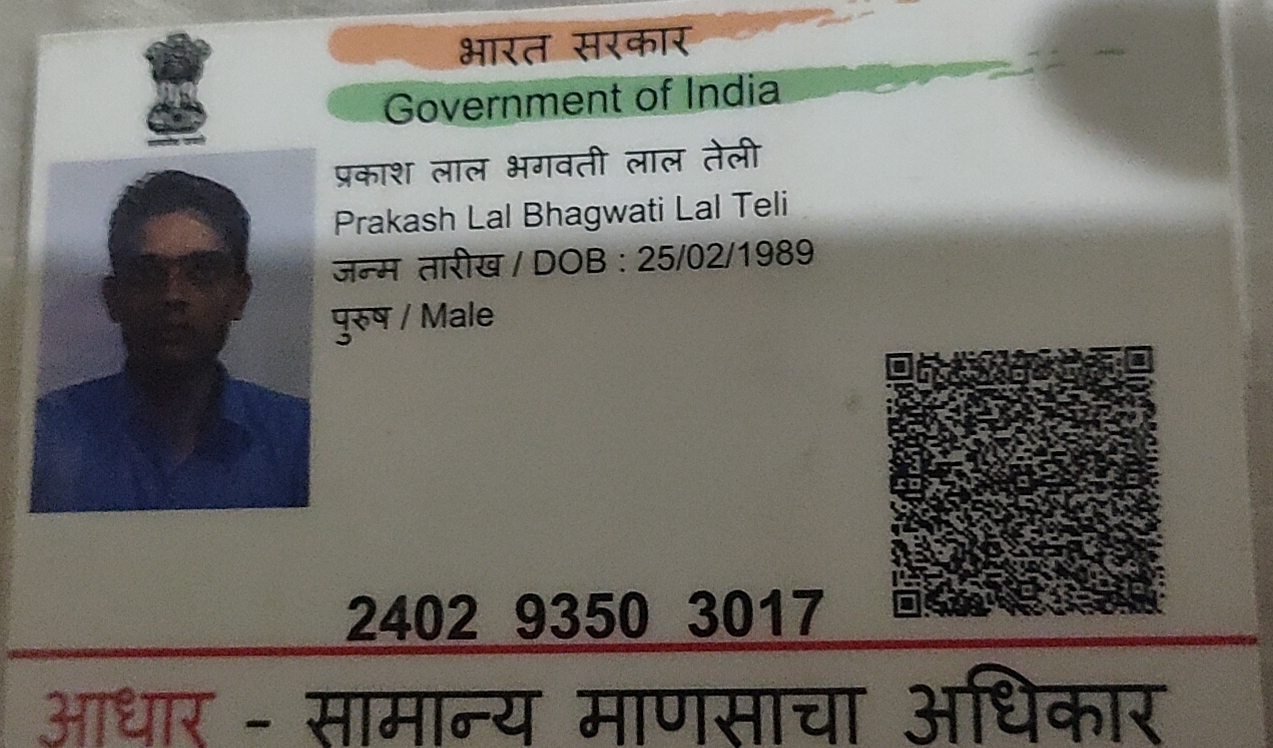 भारत सरकार
Government of India
प्रकाश लाल भगवती लाल तेली
Prakash Lal Bhagwati Lal Teli
जन्म तारीख / DOB : 25/02/1989
पुरुष / Male
2402 9350 3017
आधार - सामान्य माणसाचा अधिकार